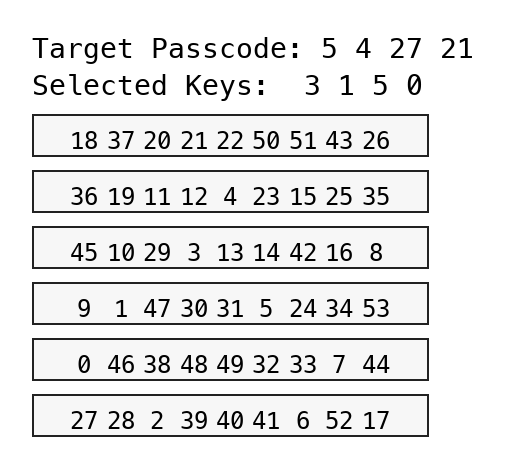 Target Passcode: 5 4 27 21
Selected Keys: 3 1 5 0
18 37 20 21 22 50 51 43 26
36 19 11 12 4 23 15 25 35
45 10 29 3 13 14 42 16 8
9 1 47 30 31 5 24 34 53
0 46 38 48 49 32 33 7 44
27 28 2 39 40 41 6 52 17